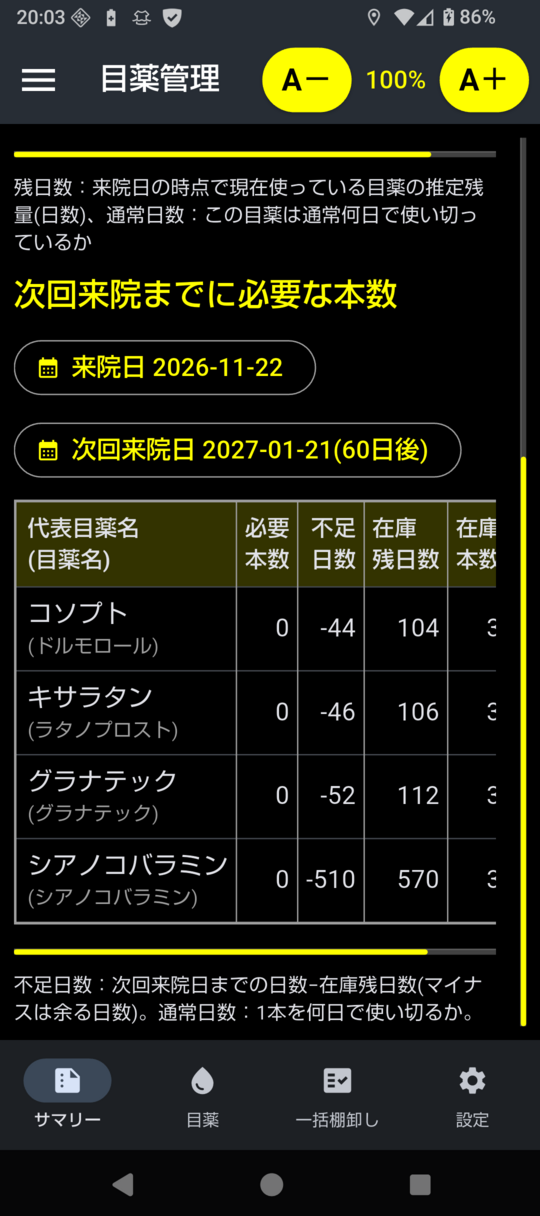 20:03 86%
目薬管理 A− 100% A+
残日数：来院日の時点で現在使っている目薬の推定残
量(日数)、通常日数：この目薬は通常何日で使い切っ
ているか
次回来院までに必要な本数
来院日 2026-11-22
次回来院日 2027-01-21(60日後)
代表目薬名 必要 不足 在庫 在庫
(目薬名) 本数 日数 残日数 本数
コソプト 0 -44 104 3
(ドルモロール)
キサラタン 0 -46 106 3
(ラタノプロスト)
グラナテック 0 -52 112 3
(グラナテック)
シアノコバラミン 0 -510 570 3
(シアノコバラミン)
不足日数：次回来院日までの日数−在庫残日数(マイナ
スは余る日数)。通常日数：1本を何日で使い切るか。
サマリー 目薬 一括棚卸し 設定